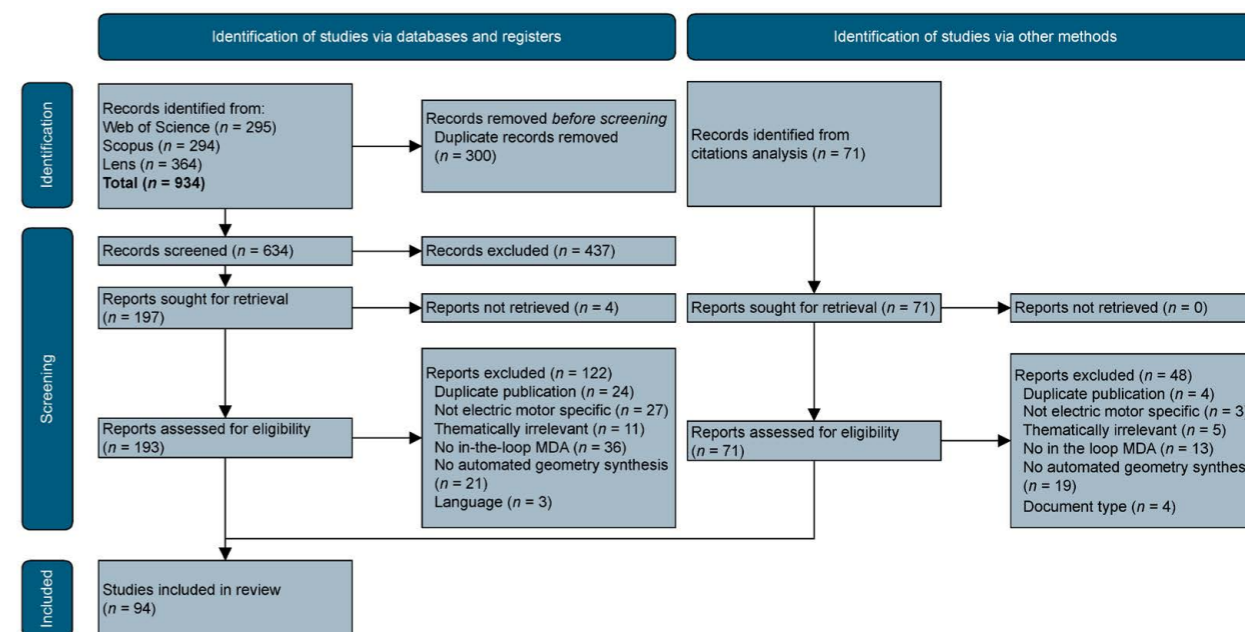 Identification of studies via databases and registers
Identification of studies via other methods
Identification
Records identified from:
Web of Science (n = 295)
Scopus (n = 294)
Lens (n = 364)
Total (n = 934)
Records removed before screening
Duplicate records removed
(n = 300)
Records identified from
citations analysis (n = 71)
Screening
Records screened (n = 634)
Records excluded (n = 437)
Reports sought for retrieval
(n = 197)
Reports not retrieved (n = 4)
Reports sought for retrieval (n = 71)
Reports not retrieved (n = 0)
Reports assessed for eligibility
(n = 193)
Reports excluded (n = 122)
Duplicate publication (n = 24)
Not electric motor specific (n = 27)
Thematically irrelevant (n = 11)
No in-the-loop MDA (n = 36)
No automated geometry synthesis
(n = 21)
Language (n = 3)
Reports assessed for eligibility
(n = 71)
Reports excluded (n = 48)
Duplicate publication (n = 4)
Not electric motor specific (n = 3
Thematically irrelevant (n = 5)
No in the loop MDA (n = 13)
No automated geometry synthes
(n = 19)
Document type (n = 4)
Included
Studies included in review
(n = 94)